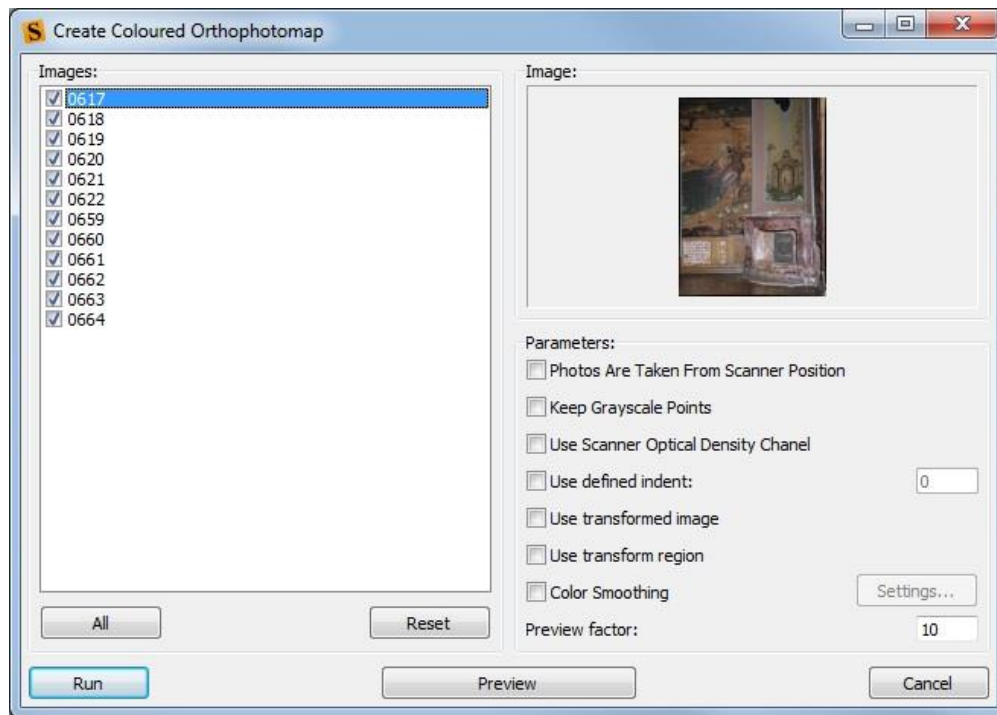 S Create Coloured Orthophotomap
Images:
0617
0618
0619
0620
0621
0622
0659
0660
0661
0662
0663
0664
All
Reset
Image:
Parameters:
Photos Are Taken From Scanner Position
Keep Grayscale Points
Use Scanner Optical Density Chanel
Use defined indent: 0
Use transformed image
Use transform region
Color Smoothing Settings...
Preview factor: 10
Run
Preview
Cancel